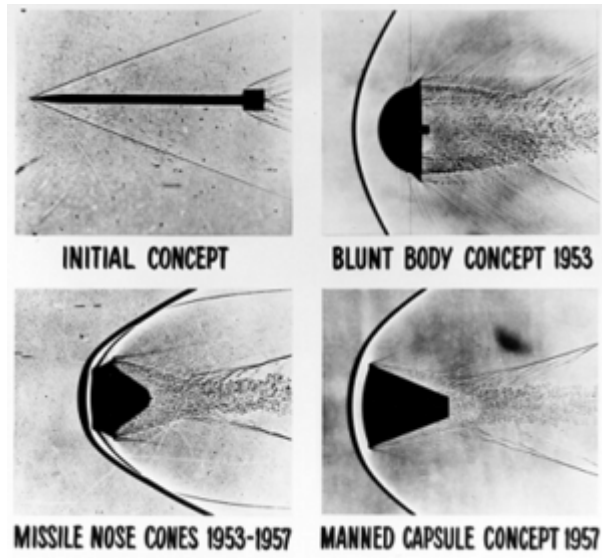 INITIAL CONCEPT
BLUNT BODY CONCEPT 1953
MISSILE NOSE CONES 1953-1957
MANNED CAPSULE CONCEPT 1957